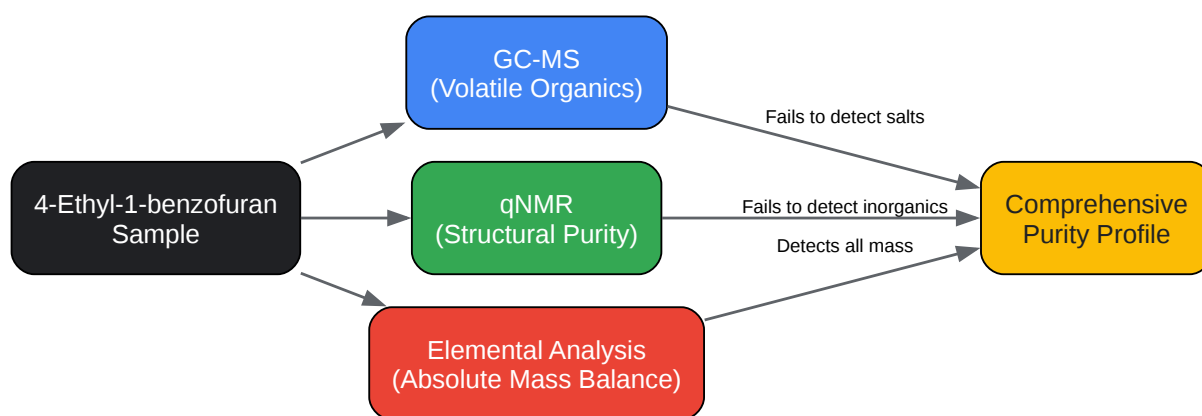 GC-MS
(Volatile Organics)
Fails to detect salts
4-Ethyl-1-benzofuran
Sample
qNMR
(Structural Purity)
Fails to detect inorganics
Comprehensive
Purity Profile
Detects all mass
Elemental Analysis
(Absolute Mass Balance)